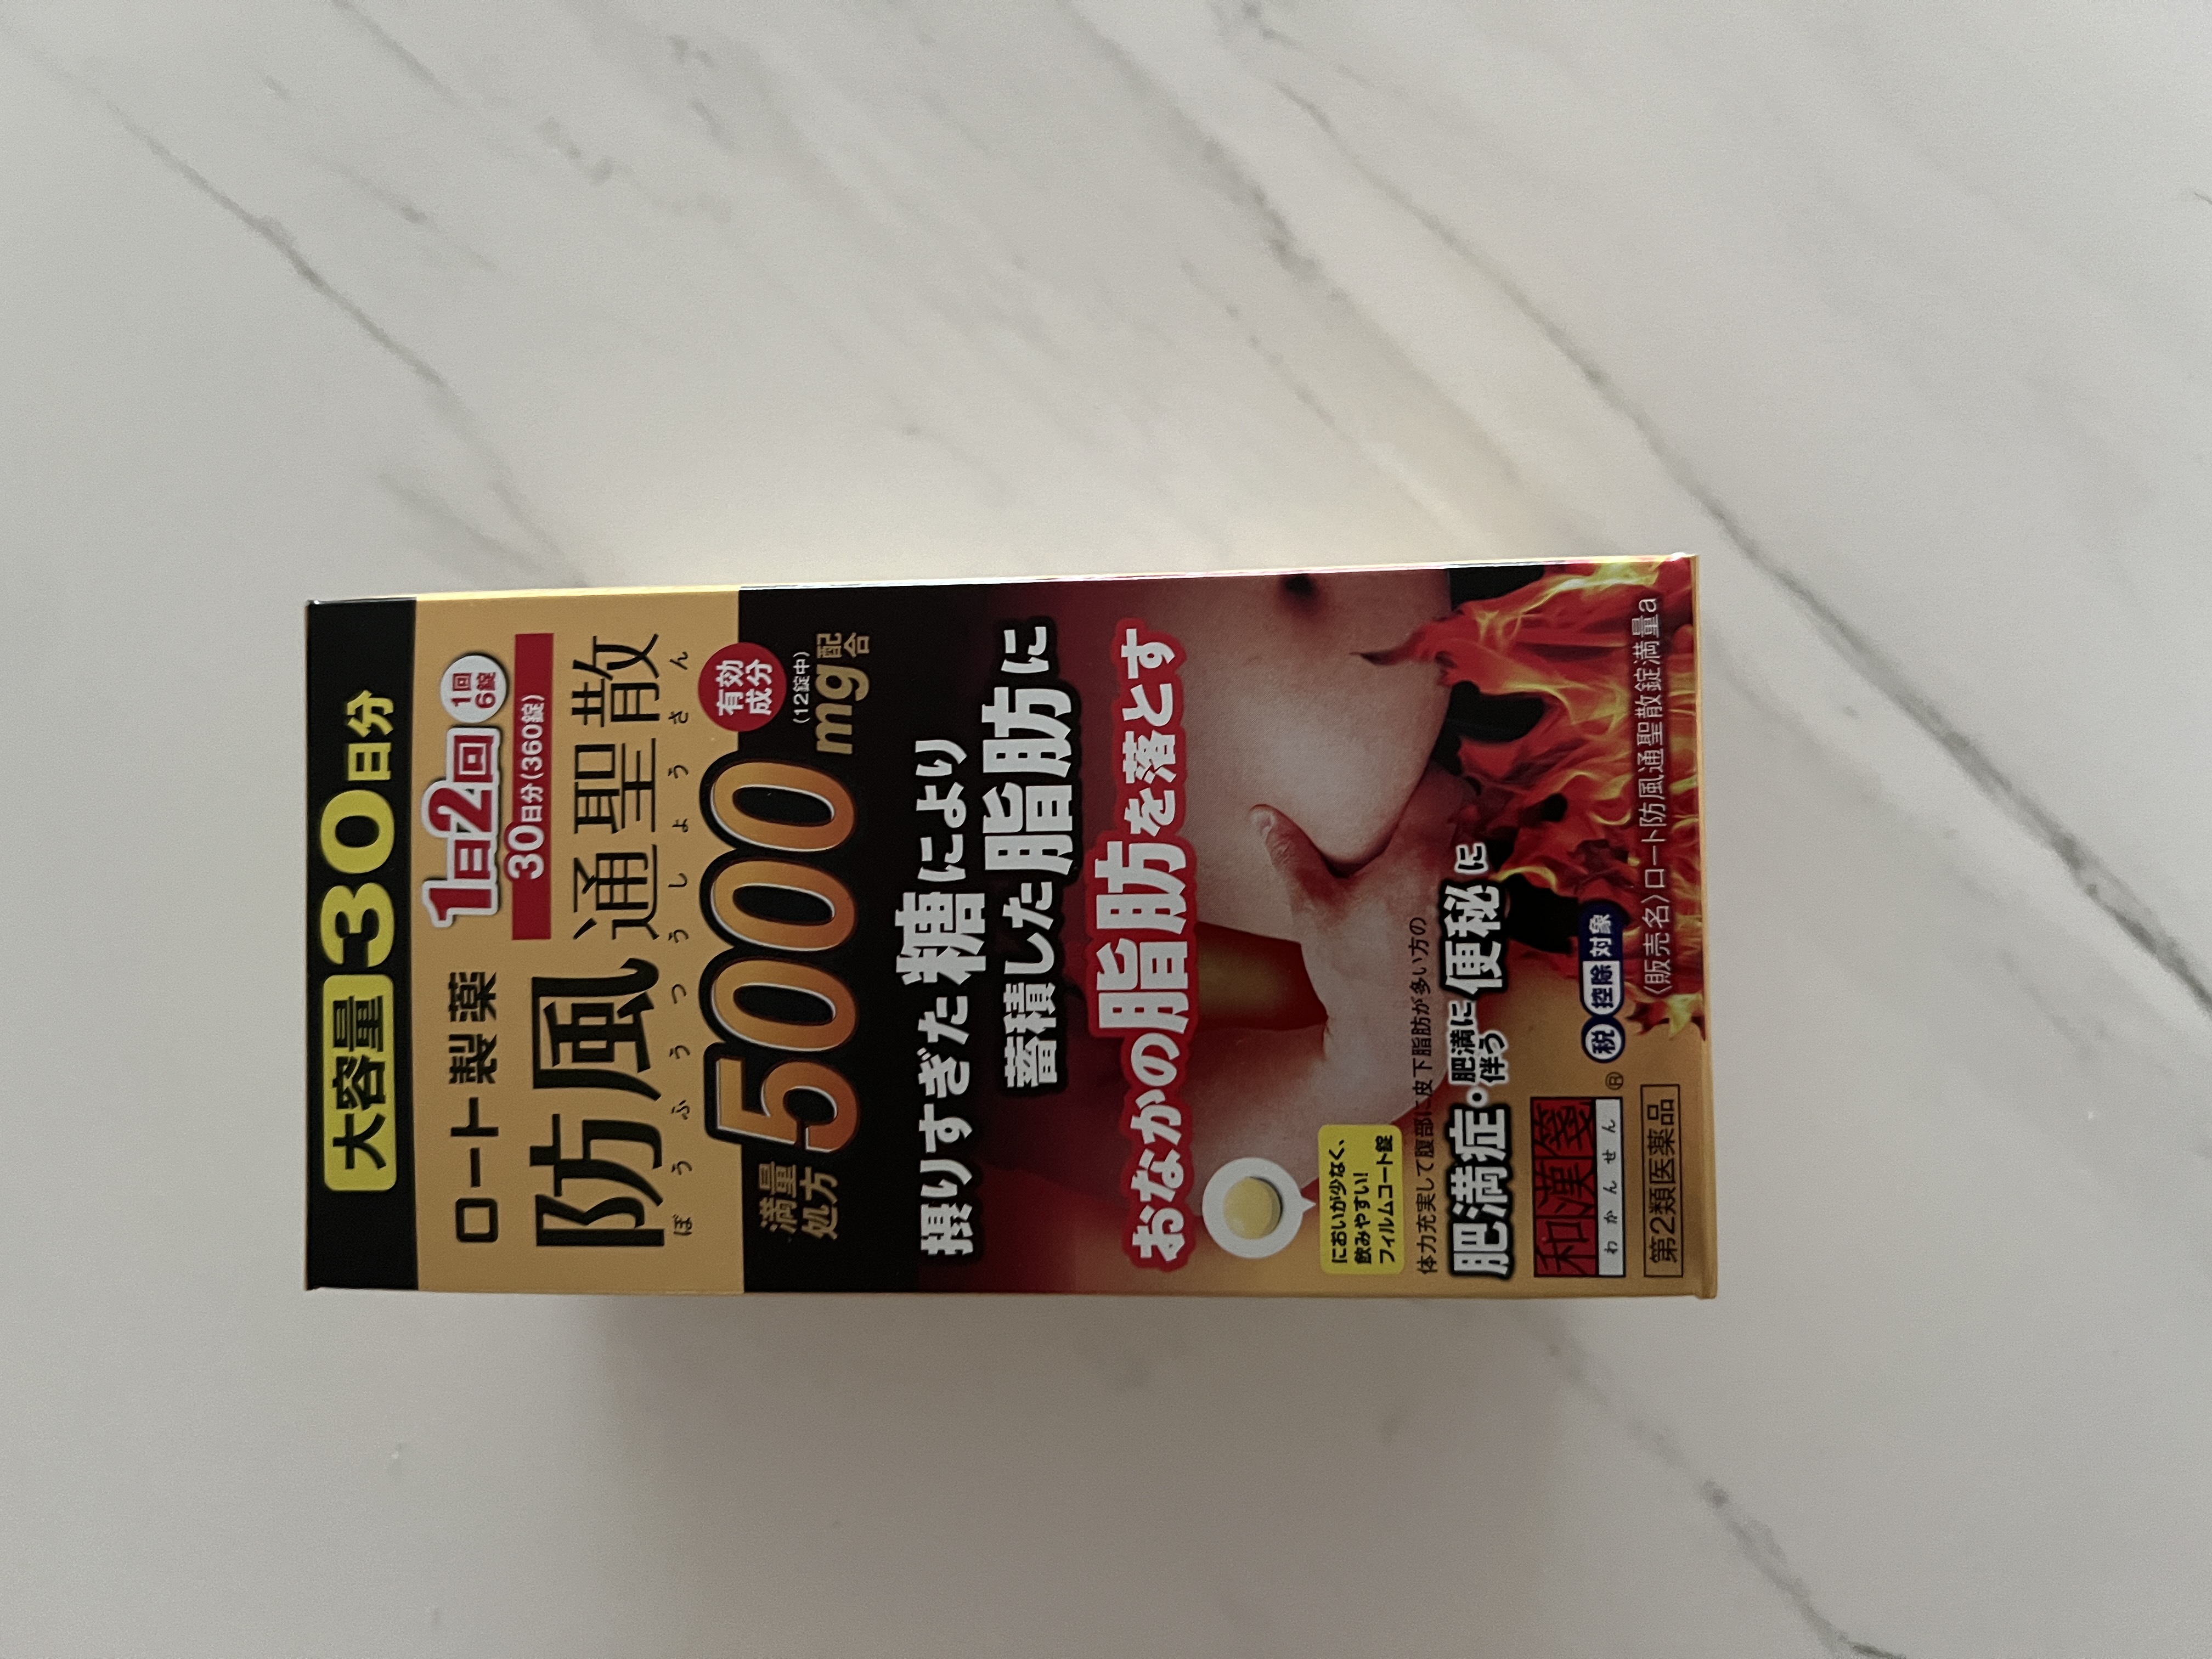 大容量30日分
ロート製薬
1日2回
1回
6錠
30日分(360錠)
防風通聖散
ぼうふうつうしょうさん
満量
処方
5000mg配合
有効
成分
(12錠中)
摂りすぎた糖により
蓄積した脂肪に
おなかの脂肪を落とす
においが少なく、
飲みやすい!
フィルムコート錠
体力充実して腹部に皮下脂肪が多い方の
肥満症・肥満に伴う便秘に
和漢箋®
わかんせん
税 控除 対象
第2類医薬品
〈販売名〉ロート防風通聖散錠満量a